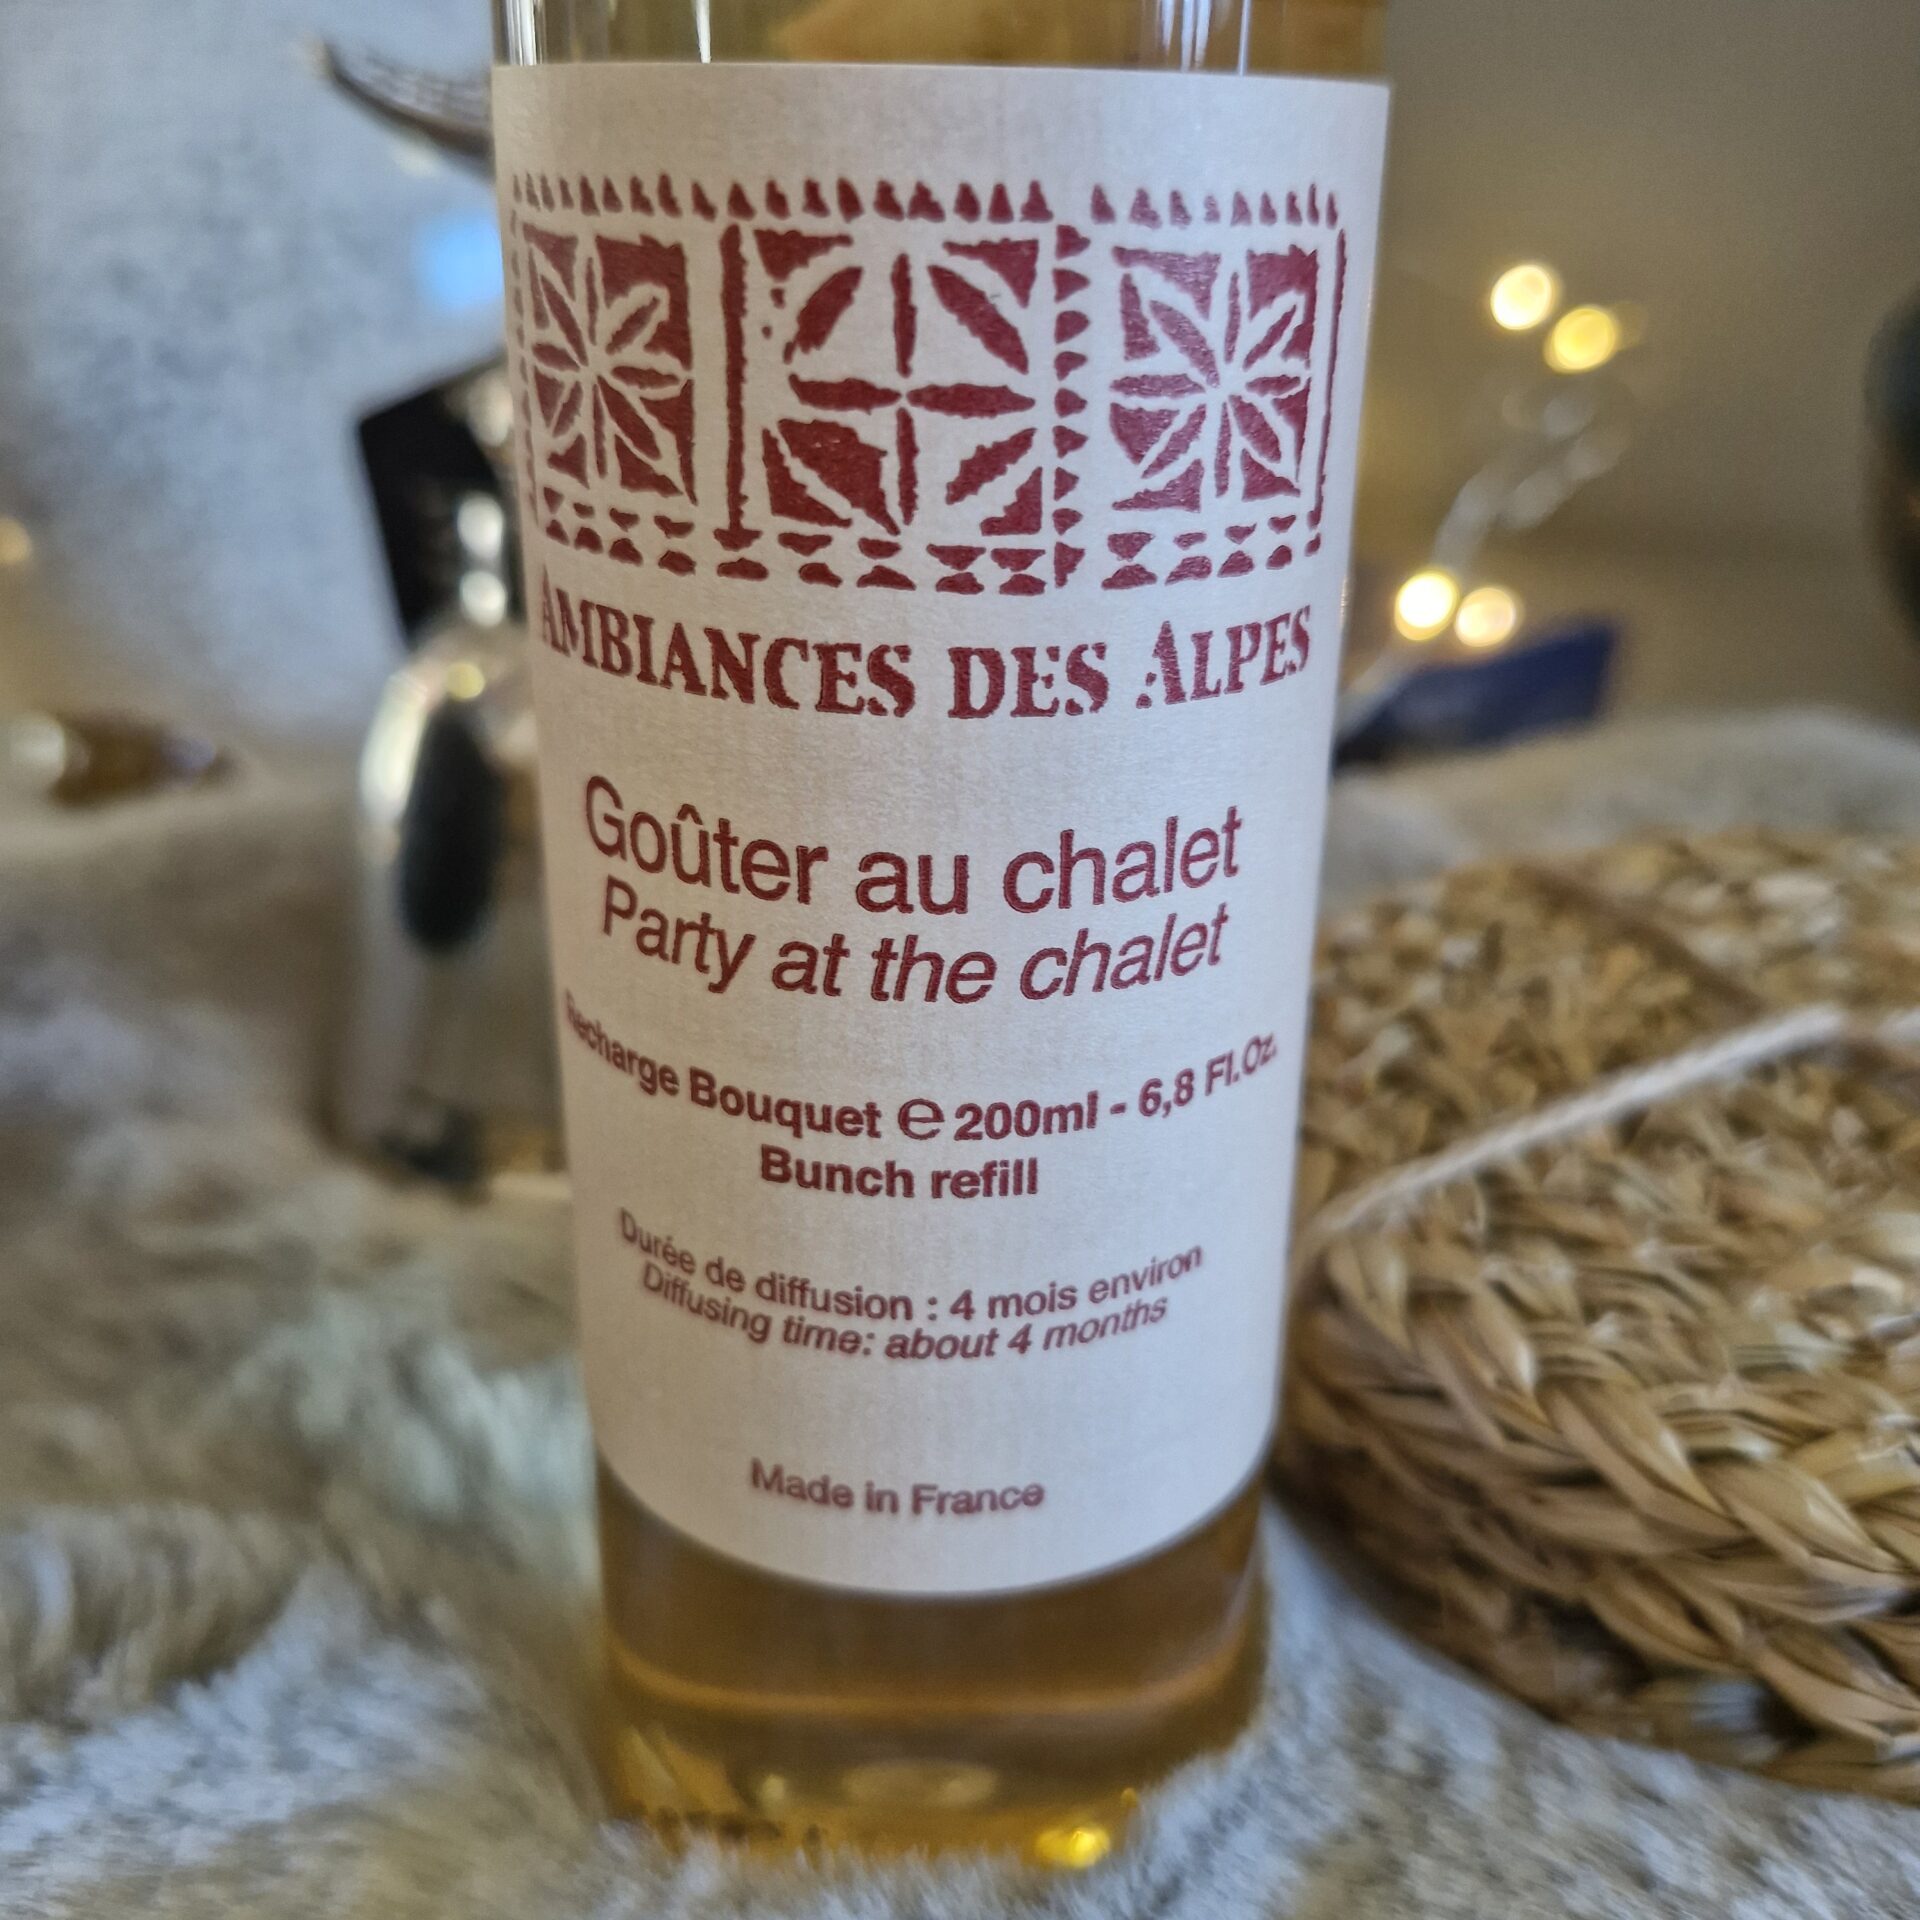 AMBIANCES DES ALPES
Goûter au chalet
Party at the chalet
Recharge Bouquet ℮ 200ml - 6,8 Fl.Oz.
Bunch refill
Durée de diffusion : 4 mois environ
Diffusing time: about 4 months
Made in France